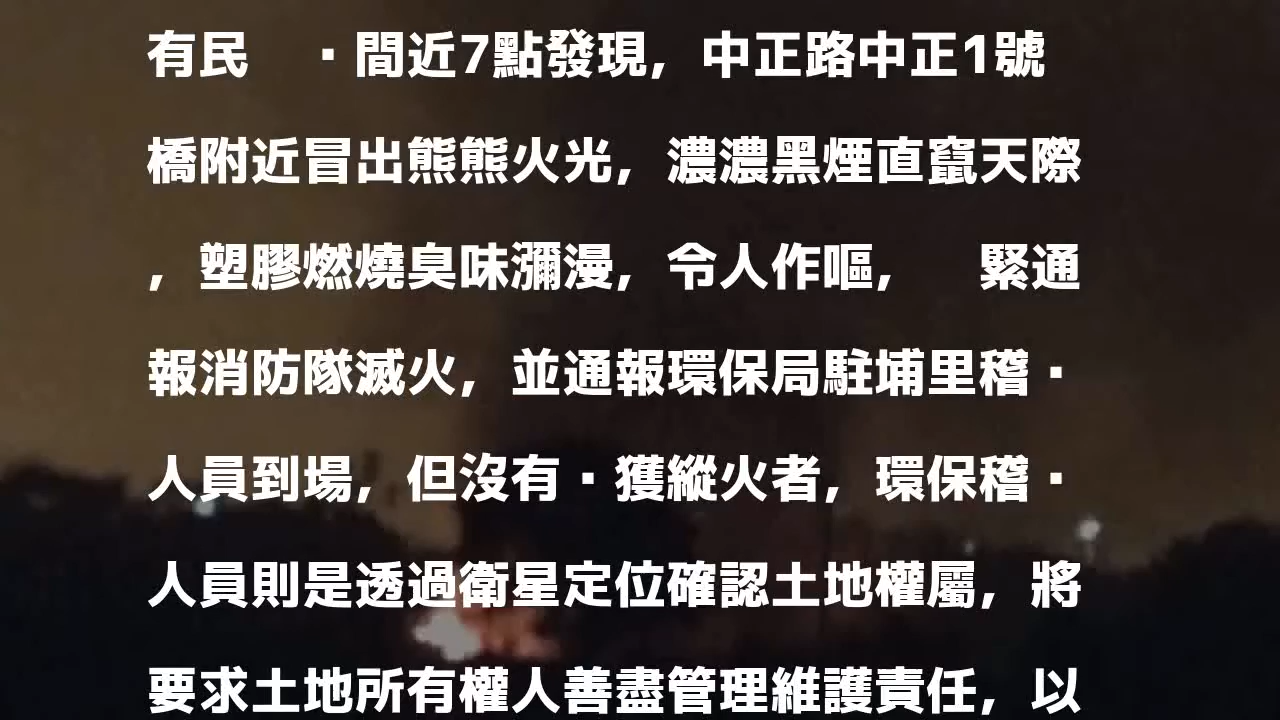 有民 ·間近7點發現，中正路中正1號
橋附近冒出熊熊火光，濃濃黑煙直竄天際
，塑膠燃燒臭味瀰漫，令人作嘔， 緊通
報消防隊滅火，並通報環保局駐埔里稽·
人員到場，但沒有·獲縱火者，環保稽·
人員則是透過衛星定位確認土地權屬，將
要求土地所有權人善盡管理維護責任，以